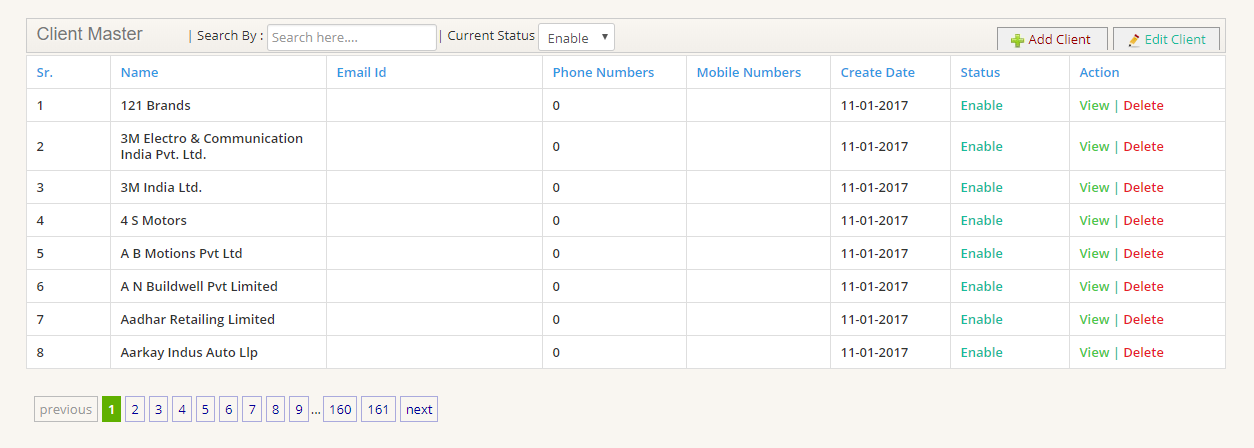 Client Master | Search By : Search here.... | Current Status Enable Add Client Edit Client
Sr. Name Email Id Phone Numbers Mobile Numbers Create Date Status Action
1 121 Brands 0 11-01-2017 Enable View | Delete
2 3M Electro & Communication India Pvt. Ltd. 0 11-01-2017 Enable View | Delete
3 3M India Ltd. 0 11-01-2017 Enable View | Delete
4 4 S Motors 0 11-01-2017 Enable View | Delete
5 A B Motions Pvt Ltd 0 11-01-2017 Enable View | Delete
6 A N Buildwell Pvt Limited 0 11-01-2017 Enable View | Delete
7 Aadhar Retailing Limited 0 11-01-2017 Enable View | Delete
8 Aarkay Indus Auto Llp 0 11-01-2017 Enable View | Delete
previous 1 2 3 4 5 6 7 8 9 ... 160 161 next